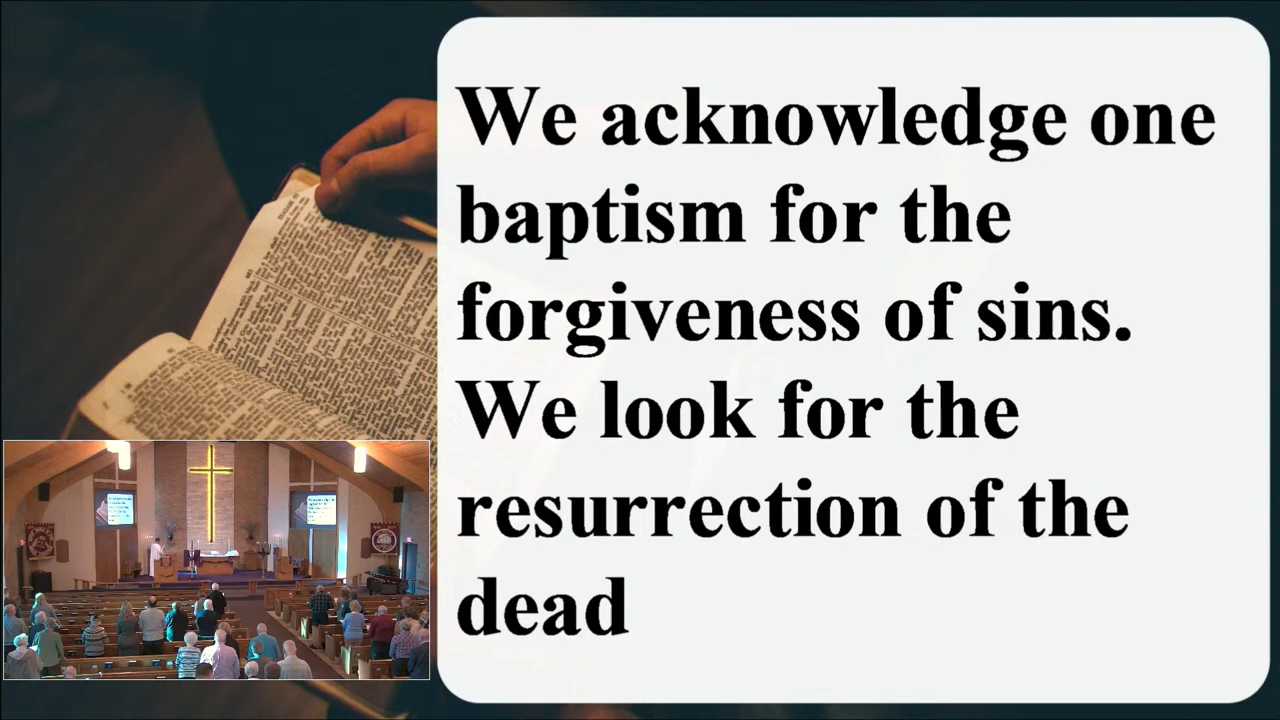 We acknowledge one
baptism for the
forgiveness of sins.
We look for the
resurrection of the
dead